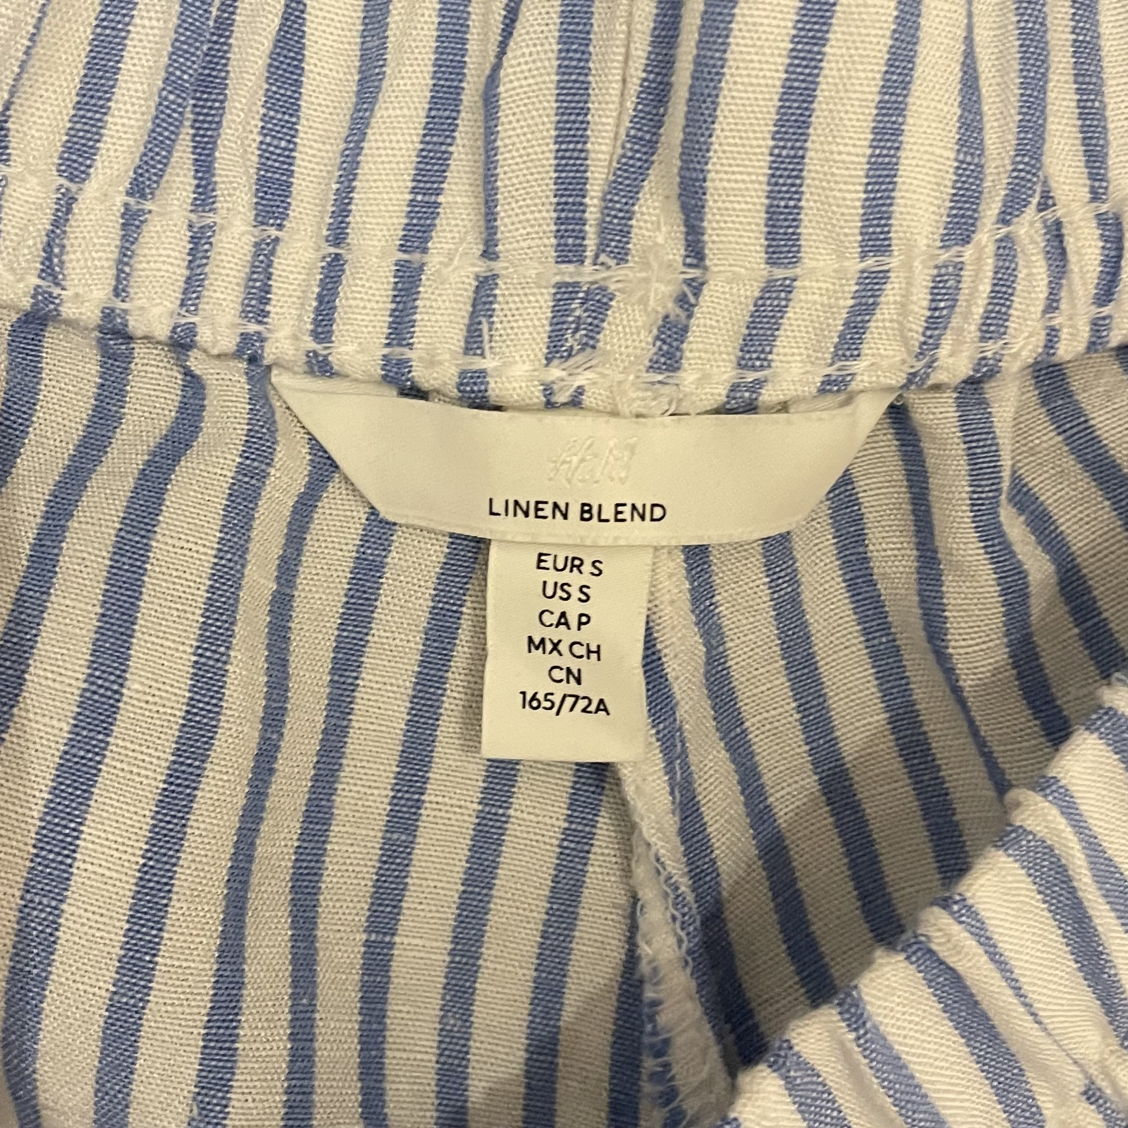 H&M
LINEN BLEND
EUR S
US S
CA P
MX CH
CN
165/72A